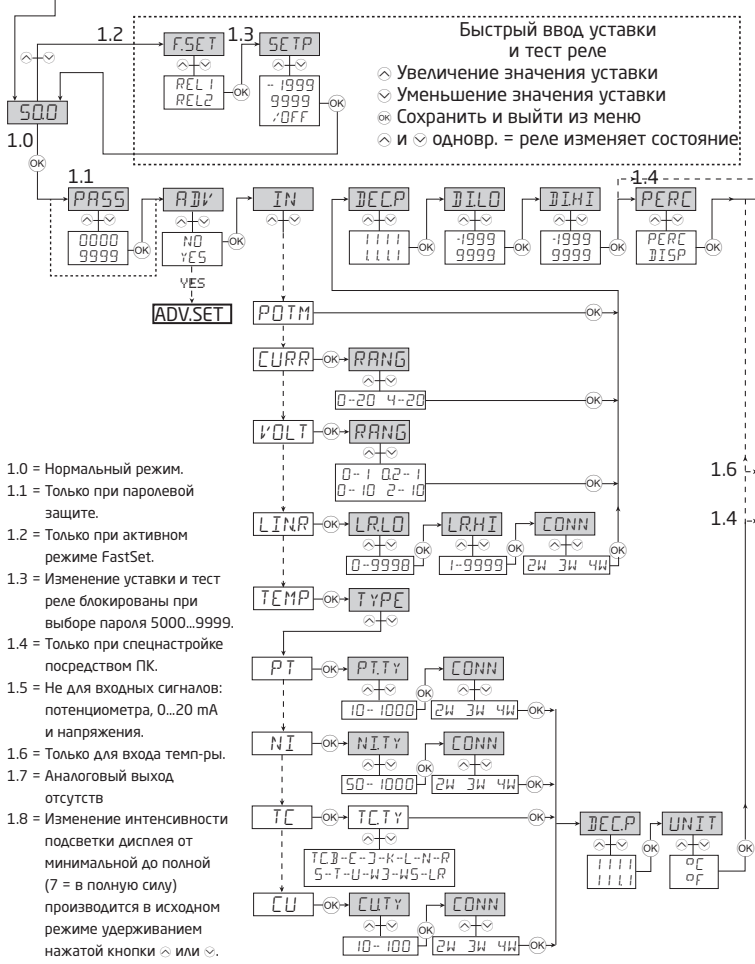 Быстрый ввод уставки
и тест реле
Увеличение значения уставки
Уменьшение значения уставки
ok Сохранить и выйти из меню
и одновр. = реле изменяет состояние
1.2 F.SET 1.3 SETP
REL1
REL2
OK
-1999
9999
/OFF
OK
50.0
1.0
OK
1.1 1.4
PASS ADV IN DEC.P DI.LO DI.HI PERC
0000
9999
OK
NO
YES
OK
1111
1.1.1.1
OK
-1999
9999
OK
-1999
9999
OK
PERC
DISP
OK
YES
ADV.SET
POTM OK
CURR OK RANG
0--20 4--20 OK
VOLT OK RANG
0--1 0.2--1
0--10 2--10
OK
LIN.R OK LR.LO OK LR.HI OK CONN
0--9998 1--9999 2W 3W 4W OK
TEMP OK TYPE
PT OK PT.TY OK CONN
10--1000 2W 3W 4W OK
NI OK NI.TY OK CONN
50--1000 2W 3W 4W OK
TC OK TC.TY OK
TC.B-E-J-K-L-N-R
S-T-U-W3-W5-LR
CU OK CU.TY OK CONN
10--100 2W 3W 4W OK
DEC.P UNIT
1111
111.1
OK
°C
°F
OK
1.6
1.4
1.0 = Нормальный режим.
1.1 = Только при паролевой
защите.
1.2 = Только при активном
режиме FastSet.
1.3 = Изменение уставки и тест
реле блокированы при
выборе пароля 5000...9999.
1.4 = Только при спецнастройке
посредством ПК.
1.5 = Не для входных сигналов:
потенциометра, 0...20 mA
и напряжения.
1.6 = Только для входа темп-ры.
1.7 = Аналоговый выход
отсутств
1.8 = Изменение интенсивности
подсветки дисплея от
минимальной до полной
(7 = в полную силу)
производится в исходном
режиме удерживанием
нажатой кнопки или .